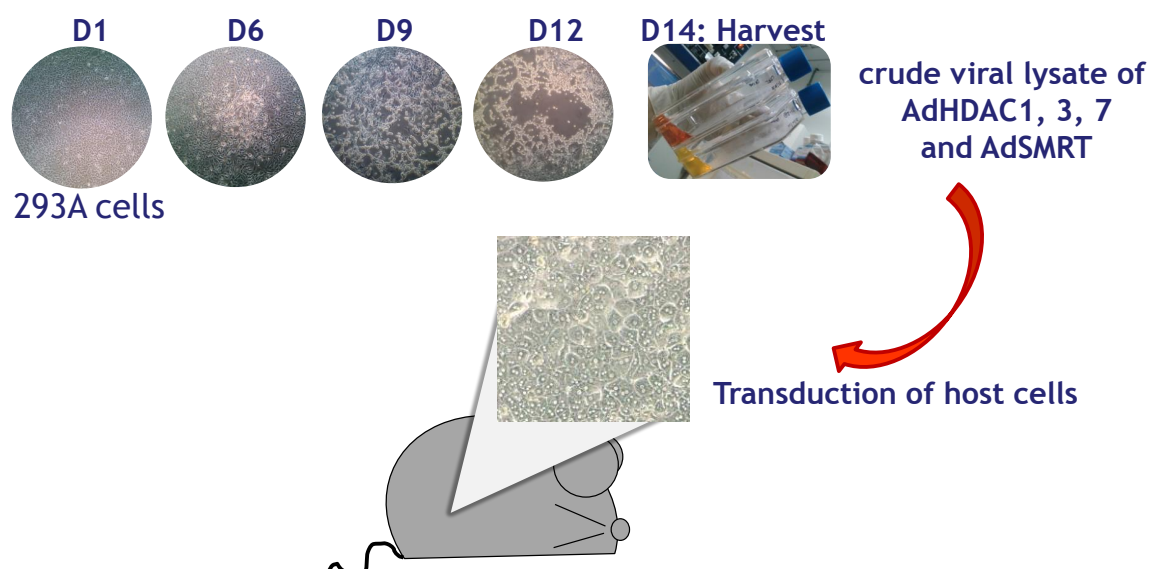 D1
D6
D9
D12
D14: Harvest
293A cells
crude viral lysate of
AdHDAC1, 3, 7
and AdSMRT
Transduction of host cells